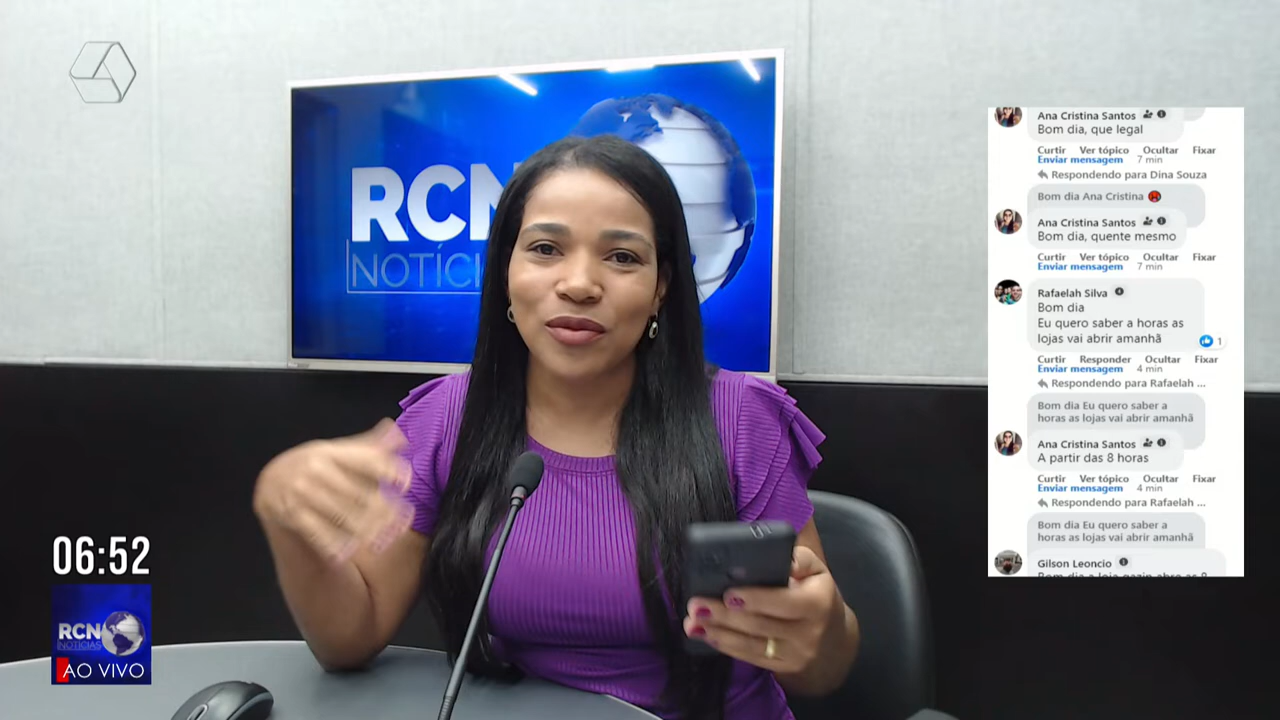 RCN
NOTÍCI
06:52
RCN
NOTÍCIAS
AO VIVO
Ana Cristina Santos
Bom dia, que legal
Curtir Ver tópico Ocultar Fixar
Enviar mensagem 7 min
Respondendo para Dina Souza
Bom dia Ana Cristina
Ana Cristina Santos
Bom dia, quente mesmo
Curtir Ver tópico Ocultar Fixar
Enviar mensagem 7 min
Rafaelah Silva
Bom dia
Eu quero saber a horas as
lojas vai abrir amanhã
1
Curtir Responder Ocultar Fixar
Enviar mensagem 4 min
Respondendo para Rafaelah ...
Bom dia Eu quero saber a
horas as lojas vai abrir amanhã
Ana Cristina Santos
A partir das 8 horas
Curtir Ver tópico Ocultar Fixar
Enviar mensagem 4 min
Respondendo para Rafaelah ...
Bom dia Eu quero saber a
horas as lojas vai abrir amanhã
Gilson Leoncio